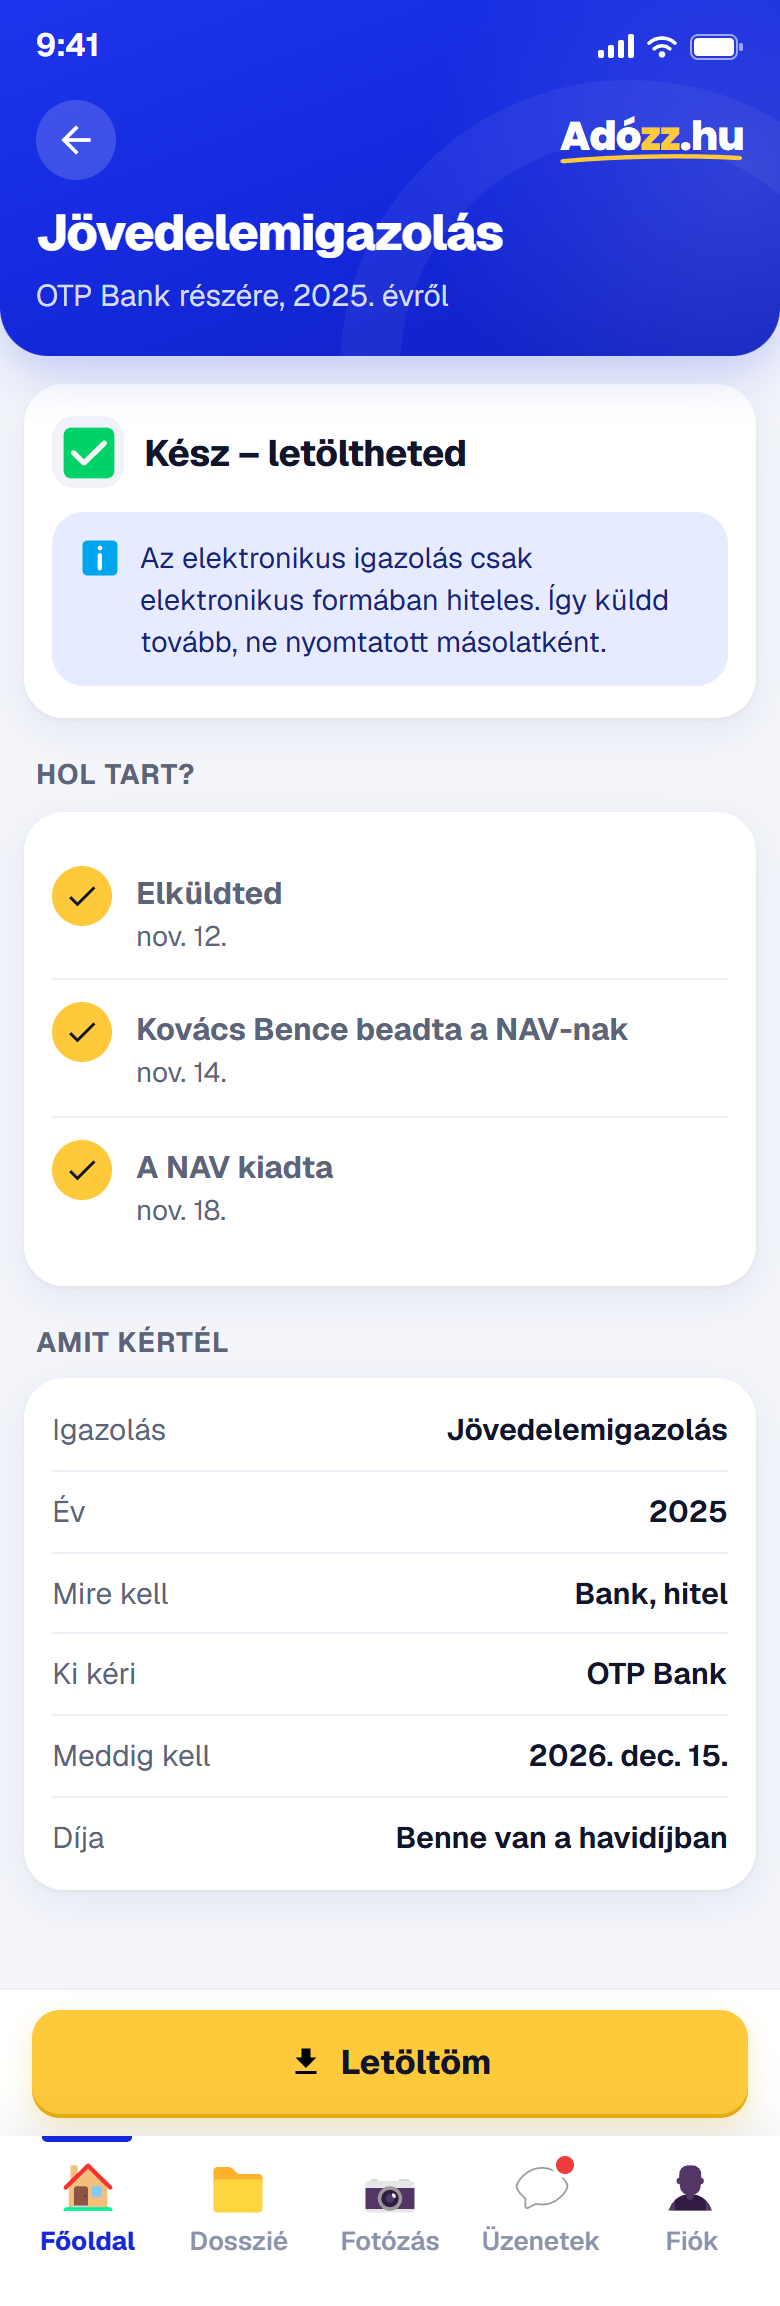 9:41
Adózz.hu
Jövedelemigazolás
OTP Bank részére, 2025. évről
Kész – letöltheted
Az elektronikus igazolás csak
elektronikus formában hiteles. Így küldd
tovább, ne nyomtatott másolatként.
HOL TART?
Elküldted
nov. 12.
Kovács Bence beadta a NAV-nak
nov. 14.
A NAV kiadta
nov. 18.
AMIT KÉRTÉL
Igazolás Jövedelemigazolás
Év 2025
Mire kell Bank, hitel
Ki kéri OTP Bank
Meddig kell 2026. dec. 15.
Díja Benne van a havidíjban
Letöltöm
Főoldal Dosszié Fotózás Üzenetek Fiók